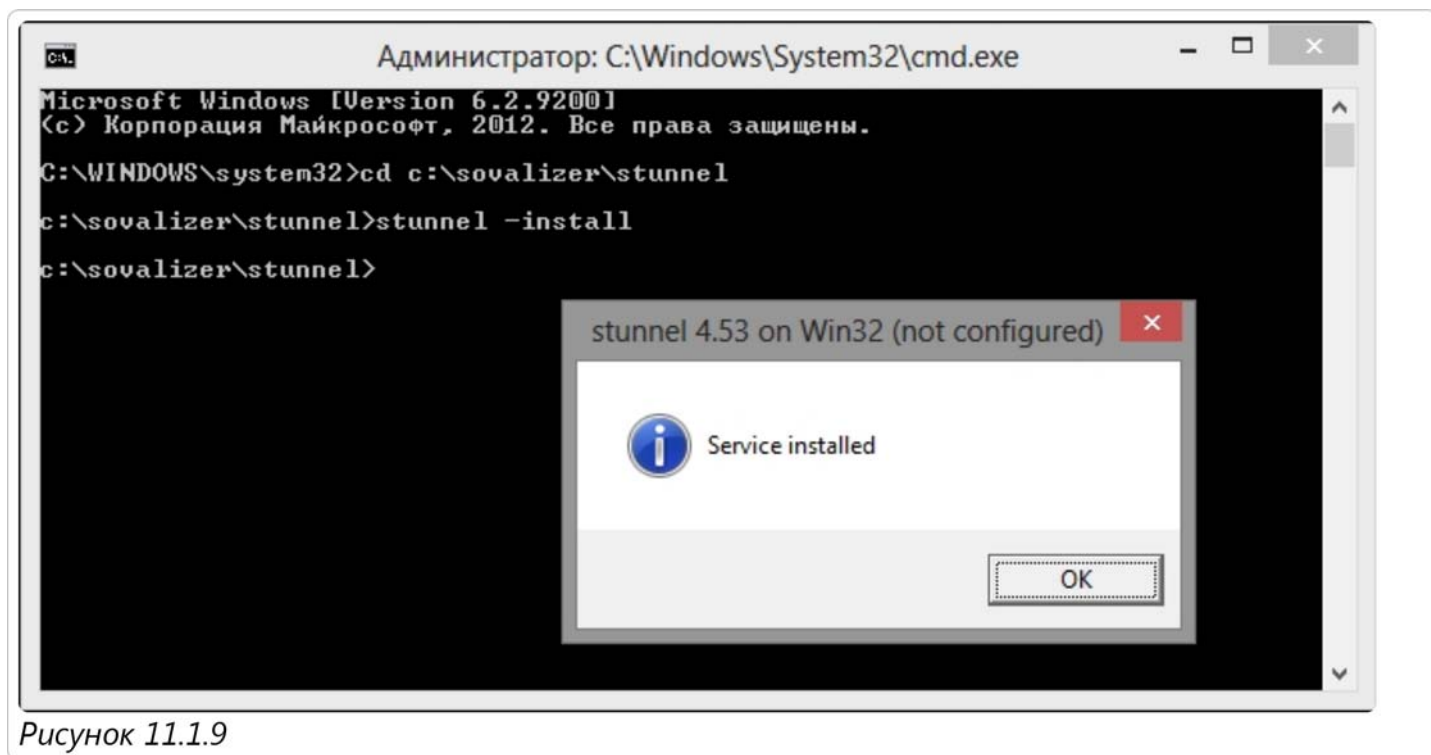 Администратор: C:\Windows\System32\cmd.exe
Microsoft Windows [Version 6.2.9200]
(c) Корпорация Майкрософт, 2012. Все права защищены.
C:\WINDOWS\system32>cd c:\sovalizer\stunnel
c:\sovalizer\stunnel>stunnel -install
c:\sovalizer\stunnel>
stunnel 4.53 on Win32 (not configured)
Service installed
OK
Рисунок 11.1.9